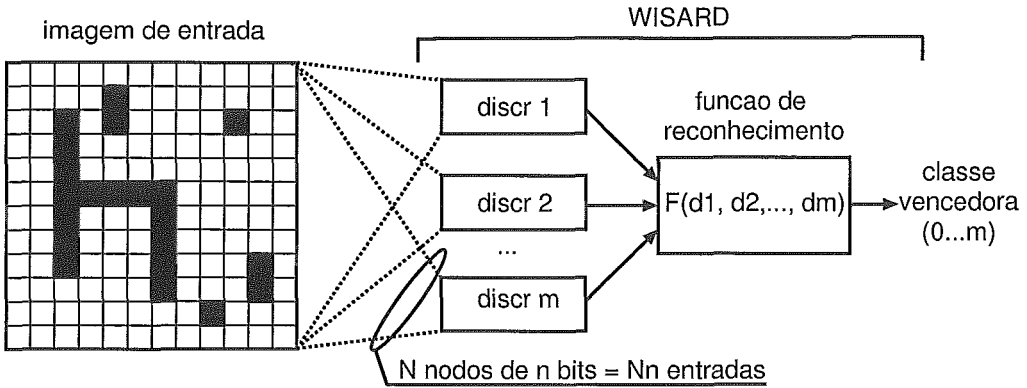 WISARD
imagem de entrada
discr 1
discr 2
...
discr m
funcao de
reconhecimento
F(d1, d2,..., dm)
classe
vencedora
(0...m)
N nodos de n bits = Nn entradas